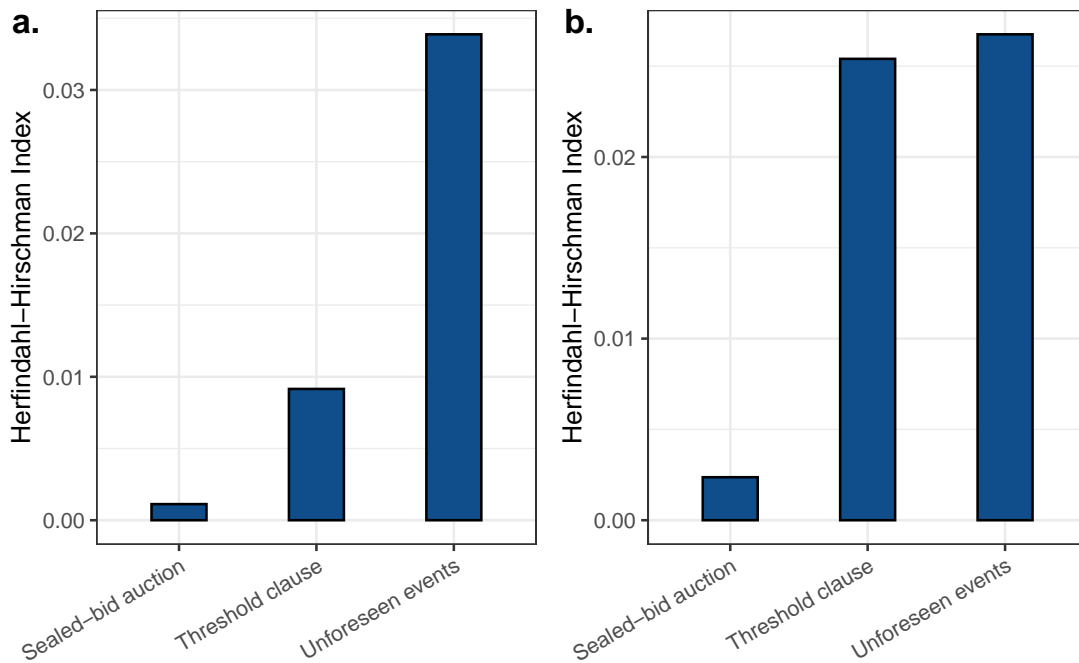 a.
Herfindahl−Hirschman Index
0.03
0.02
0.01
0.00
Sealed−bid auction
Threshold clause
Unforeseen events
b.
Herfindahl−Hirschman Index
0.02
0.01
0.00
Sealed−bid auction
Threshold clause
Unforeseen events